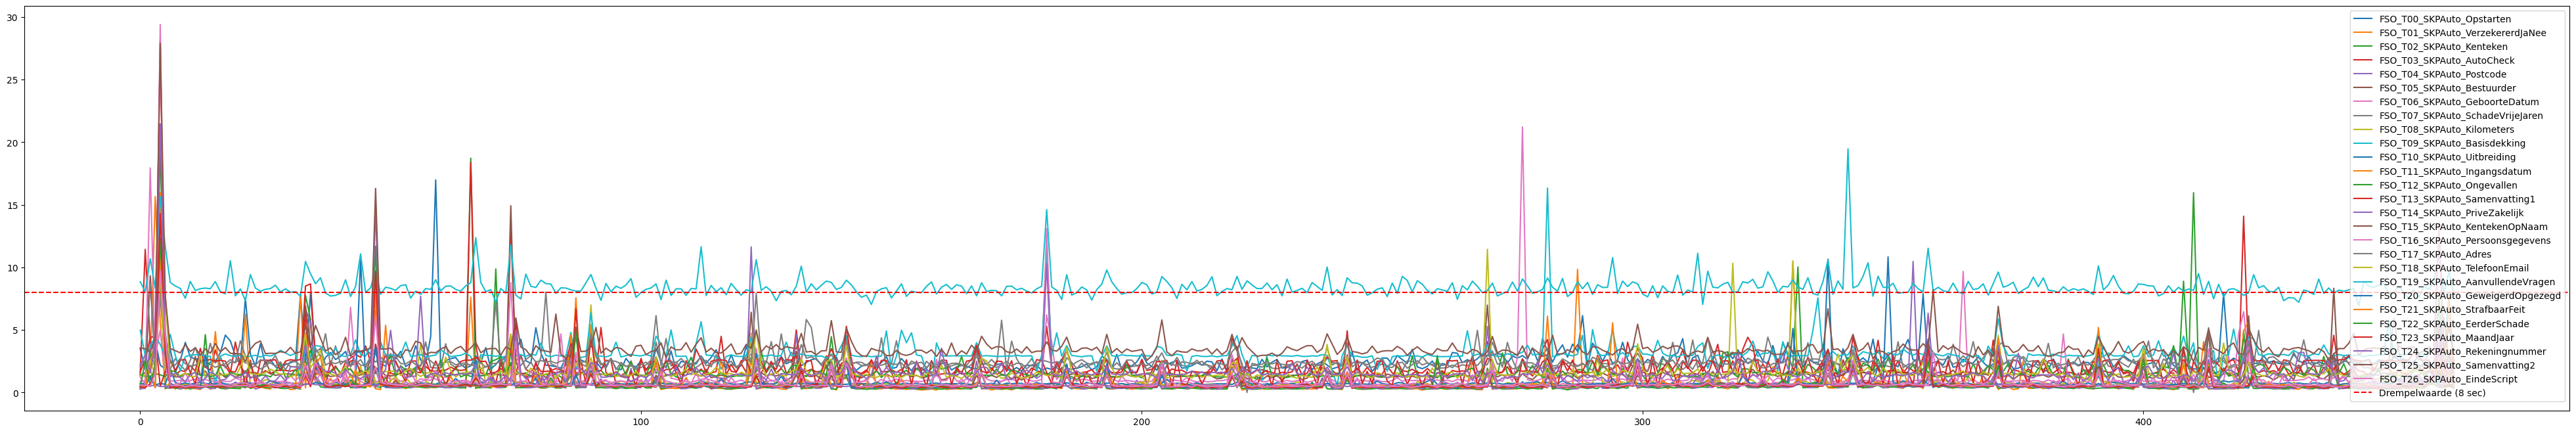 30
25
20
15
10
5
0
0
100
200
300
400
FSO_T00_SKPAuto_Opstarten
FSO_T01_SKPAuto_VerzekererdJaNee
FSO_T02_SKPAuto_Kenteken
FSO_T03_SKPAuto_AutoCheck
FSO_T04_SKPAuto_Postcode
FSO_T05_SKPAuto_Bestuurder
FSO_T06_SKPAuto_GeboorteDatum
FSO_T07_SKPAuto_SchadeVrijeJaren
FSO_T08_SKPAuto_Kilometers
FSO_T09_SKPAuto_Basisdekking
FSO_T10_SKPAuto_Uitbreiding
FSO_T11_SKPAuto_Ingangsdatum
FSO_T12_SKPAuto_Ongevallen
FSO_T13_SKPAuto_Samenvatting1
FSO_T14_SKPAuto_PriveZakelijk
FSO_T15_SKPAuto_KentekenOpNaam
FSO_T16_SKPAuto_Persoonsgegevens
FSO_T17_SKPAuto_Adres
FSO_T18_SKPAuto_TelefoonEmail
FSO_T19_SKPAuto_AanvullendeVragen
FSO_T20_SKPAuto_GeweigerdOpgezegd
FSO_T21_SKPAuto_StrafbaarFeit
FSO_T22_SKPAuto_EerderSchade
FSO_T23_SKPAuto_MaandJaar
FSO_T24_SKPAuto_Rekeningnummer
FSO_T25_SKPAuto_Samenvatting2
FSO_T26_SKPAuto_EindeScript
Drempelwaarde (8 sec)